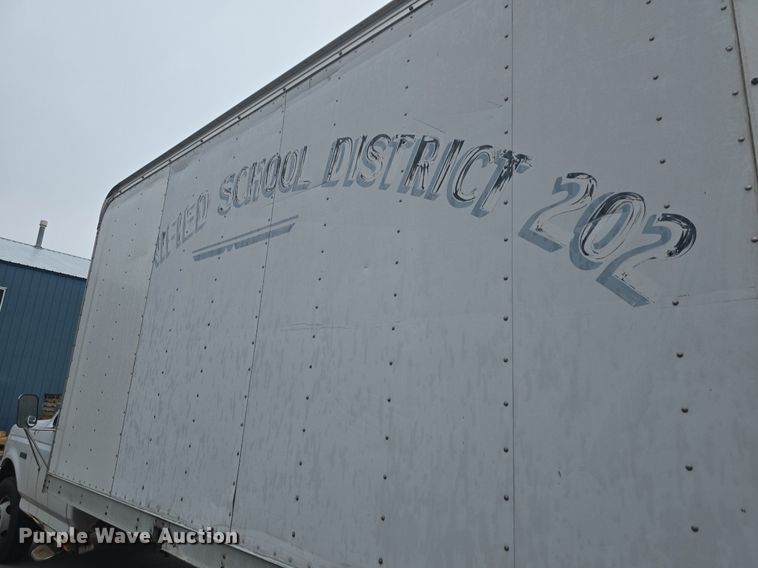 SCHOOL DISTRICT 202
Purple Wave Auction